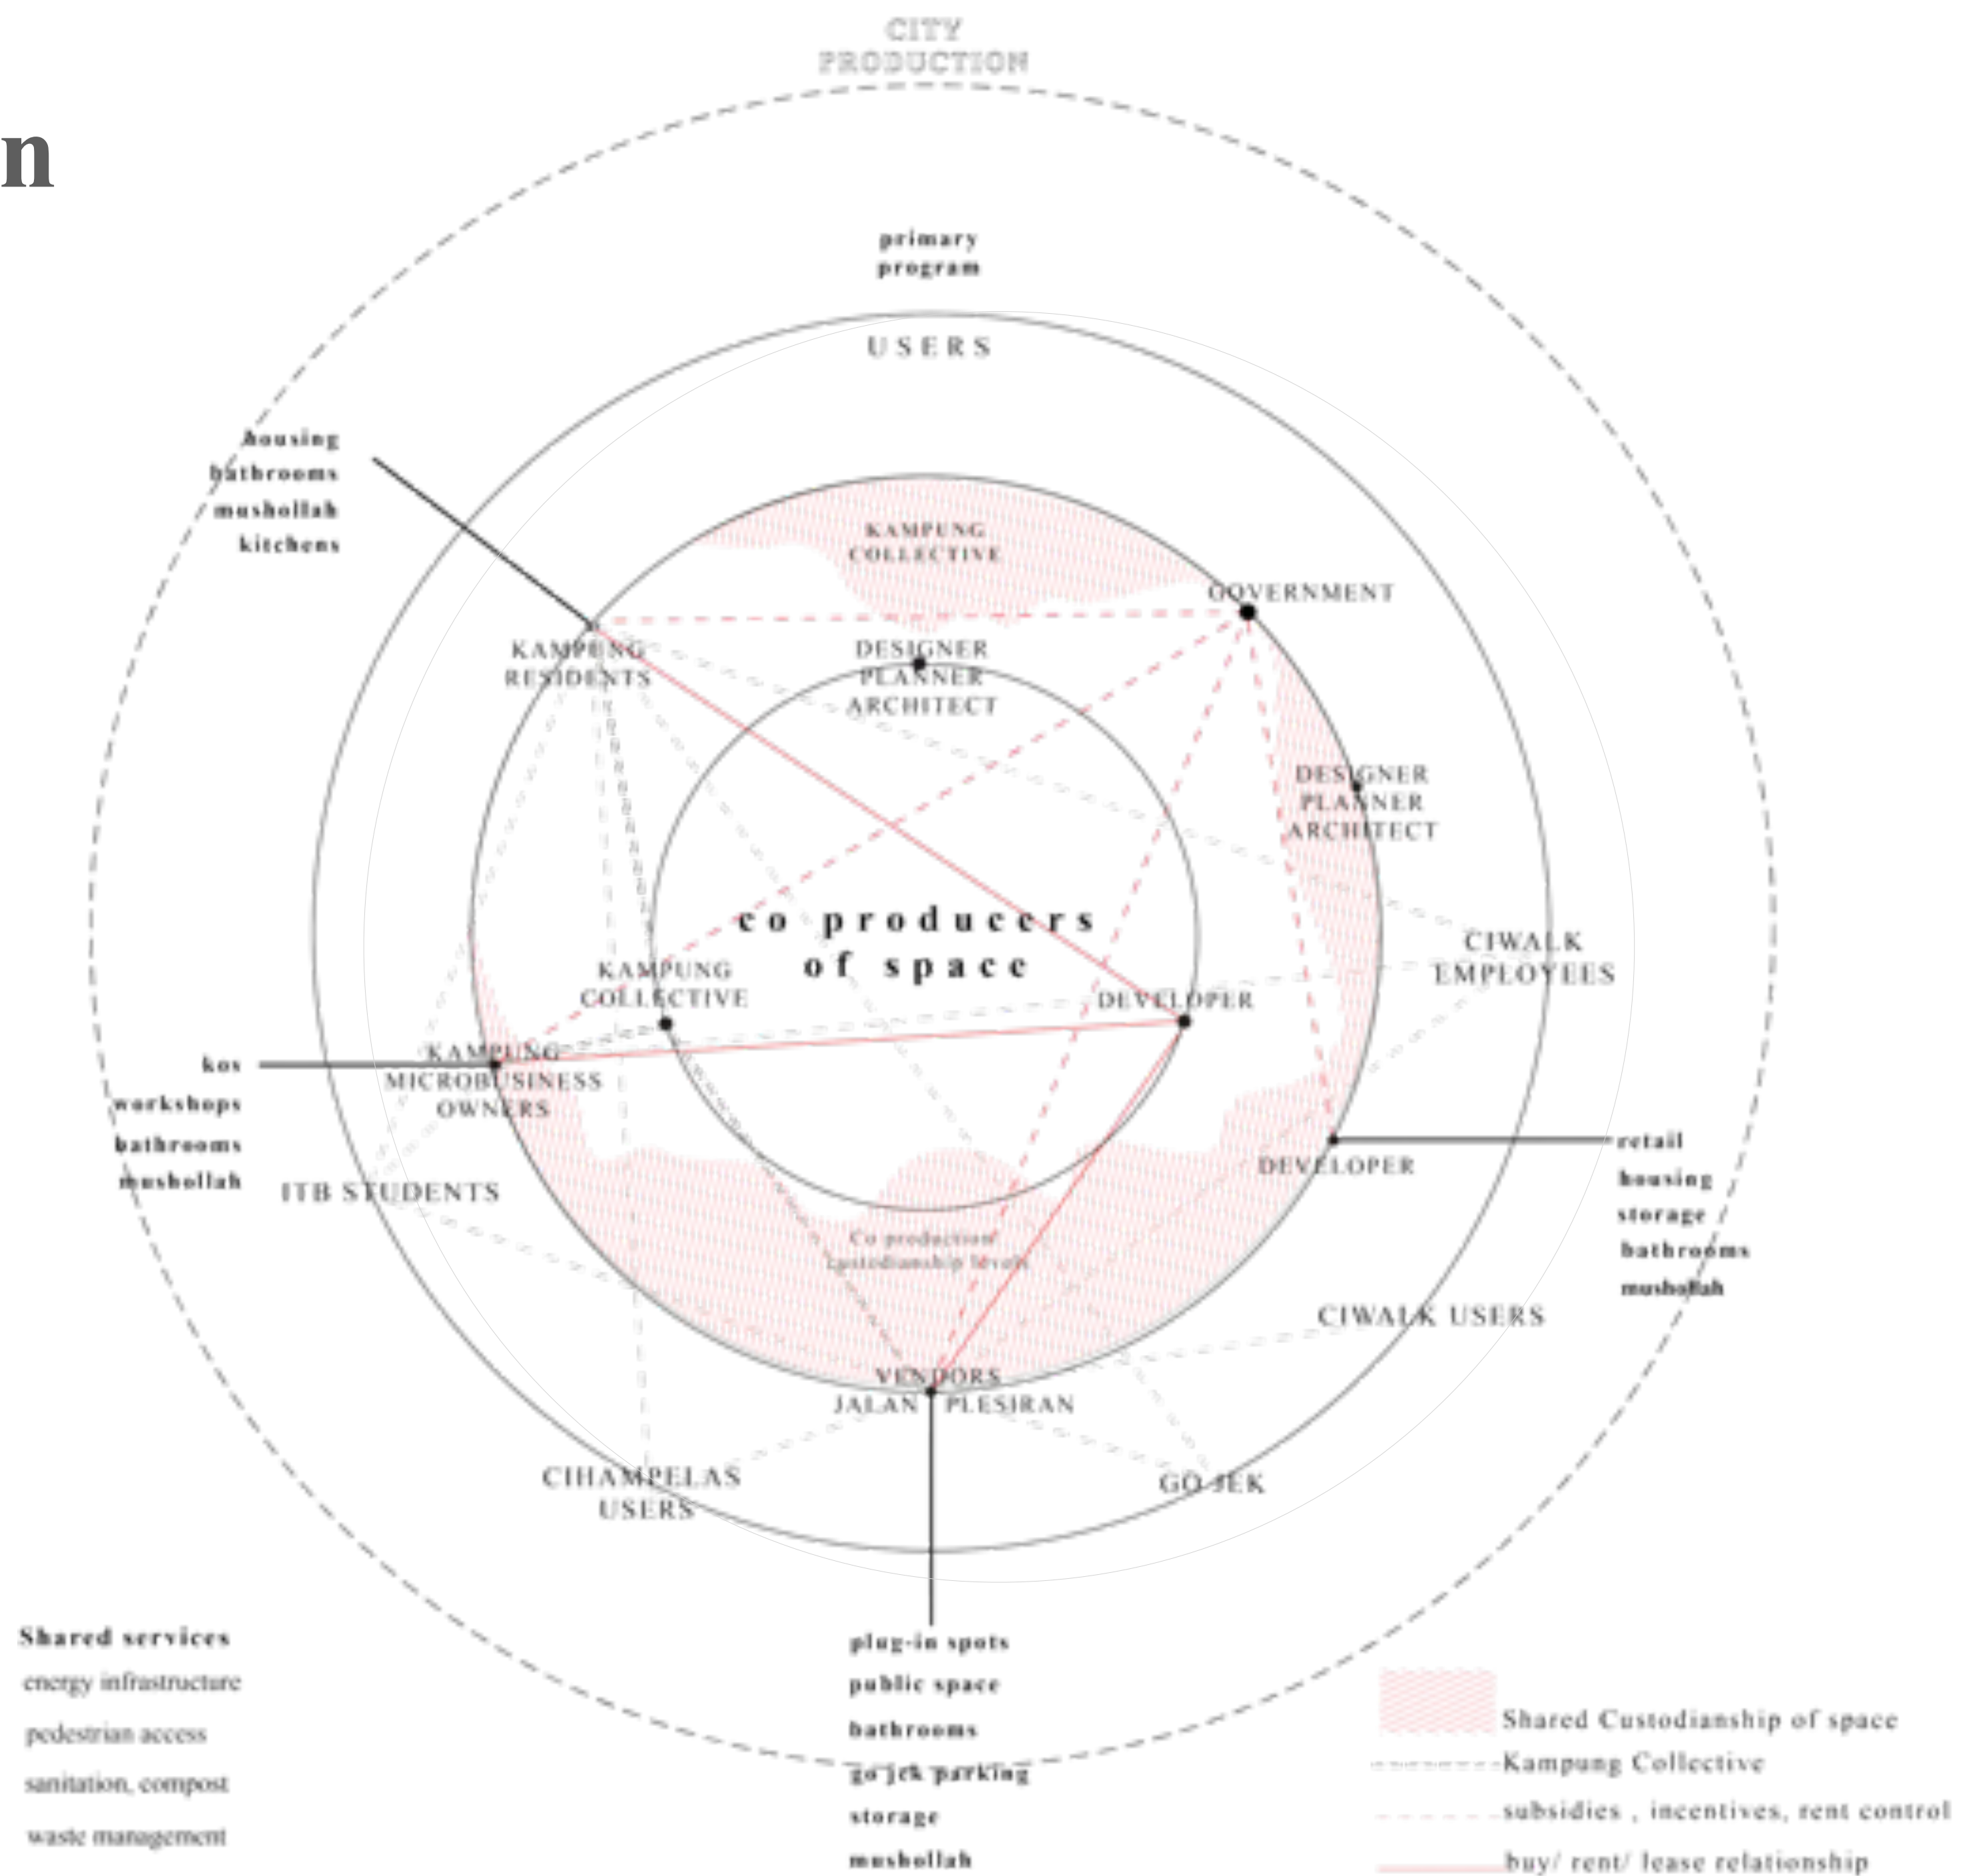 CITY
PRODUCTION
n
primary
program
USERS
housing
bathrooms
mushollah
kitchens
KAMPUNG
COLLECTIVE
GOVERNMENT
KAMPUNG
RESIDENTS
DESIGNER
PLANNER
ARCHITECT
DESIGNER
PLANNER
ARCHITECT
co producers
of space
CIWALK
EMPLOYEES
KAMPUNG
COLLECTIVE
DEVELOPER
kos
workshops
bathrooms
mushollah
KAMPUNG
MICROBUSINESS
OWNERS
DEVELOPER
retail
housing
storage
bathrooms
mushollah
ITB STUDENTS
Co production
custodianship levels
CIWALK USERS
VENDORS
JALAN PLESIRAN
CIHAMPELAS
USERS
GO JEK
Shared services
energy infrastructure
pedestrian access
sanitation, compost
waste management
plug-in spots
public space
bathrooms
go jek parking
storage
mushollah
Shared Custodianship of space
Kampung Collective
subsidies , incentives, rent control
buy/ rent/ lease relationship